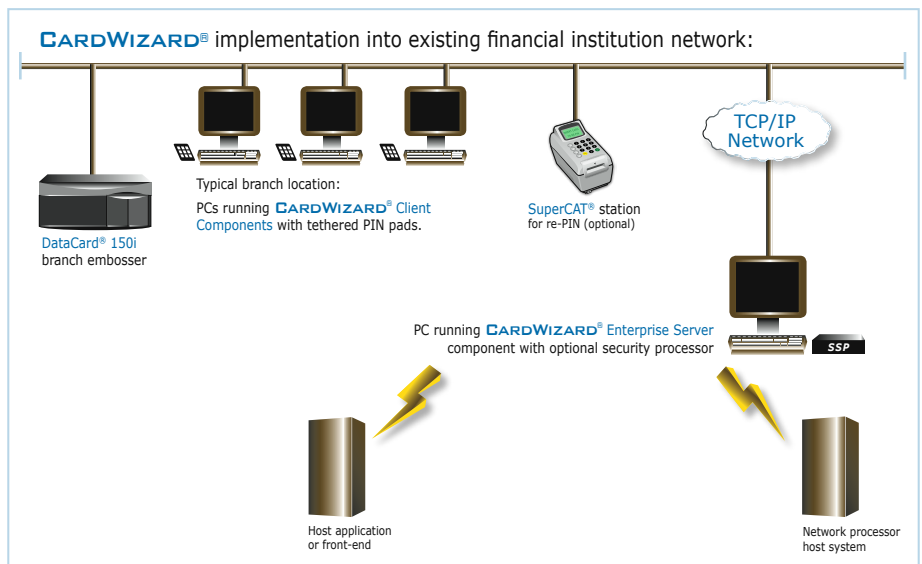 CARDWIZARD® implementation into existing financial institution network:
TCP/IP
Network
Typical branch location:
PCs running CARDWIZARD® Client
Components with tethered PIN pads.
SuperCAT® station
for re-PIN (optional)
DataCard® 150i
branch embosser
PC running CARDWIZARD® Enterprise Server
component with optional security processor
SSP
Host application
or front-end
Network processor
host system